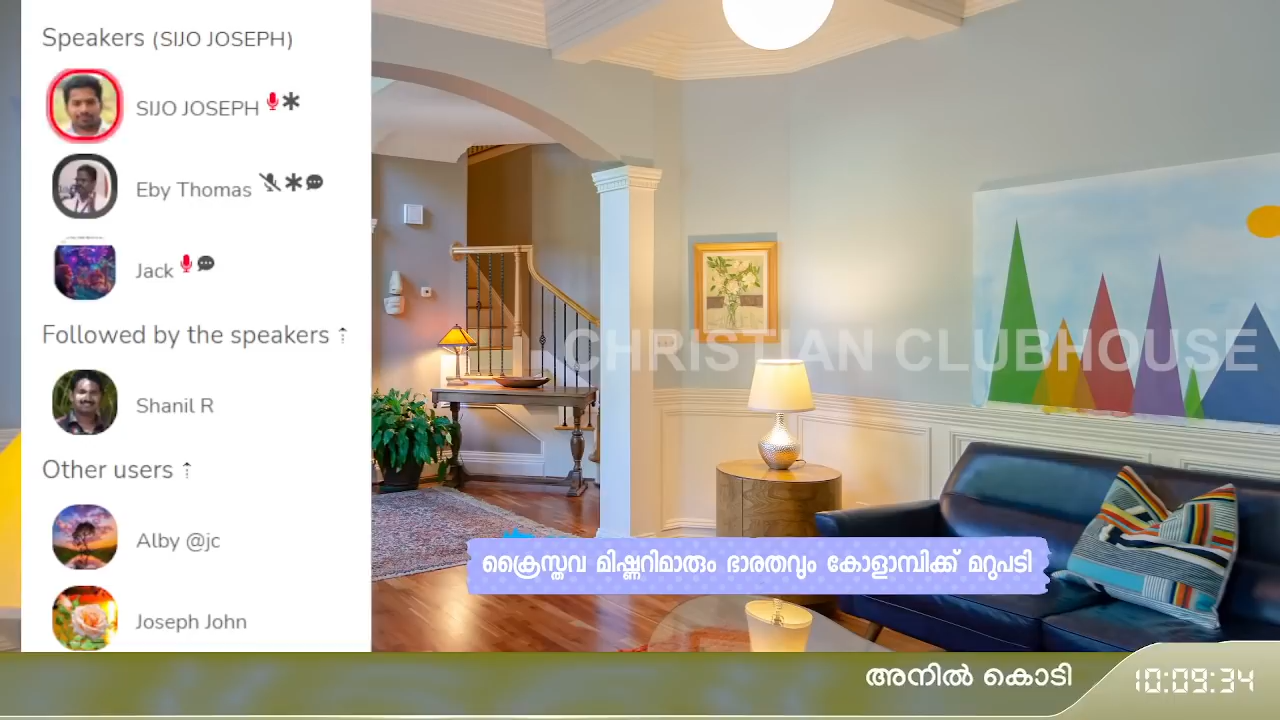 Speakers (SIJO JOSEPH)
SIJO JOSEPH
Eby Thomas
Jack
Followed by the speakers ⇡
Shanil R
Other users ⇡
Alby @jc
Joseph John
CHRISTIAN CLUBHOUSE
ക്രൈസ്തവ മിഷ്ണറിമാരും ഭാരതവും കോളാമ്പിക്ക് മറുപടി
അനിൽ കൊടി
10:09:34